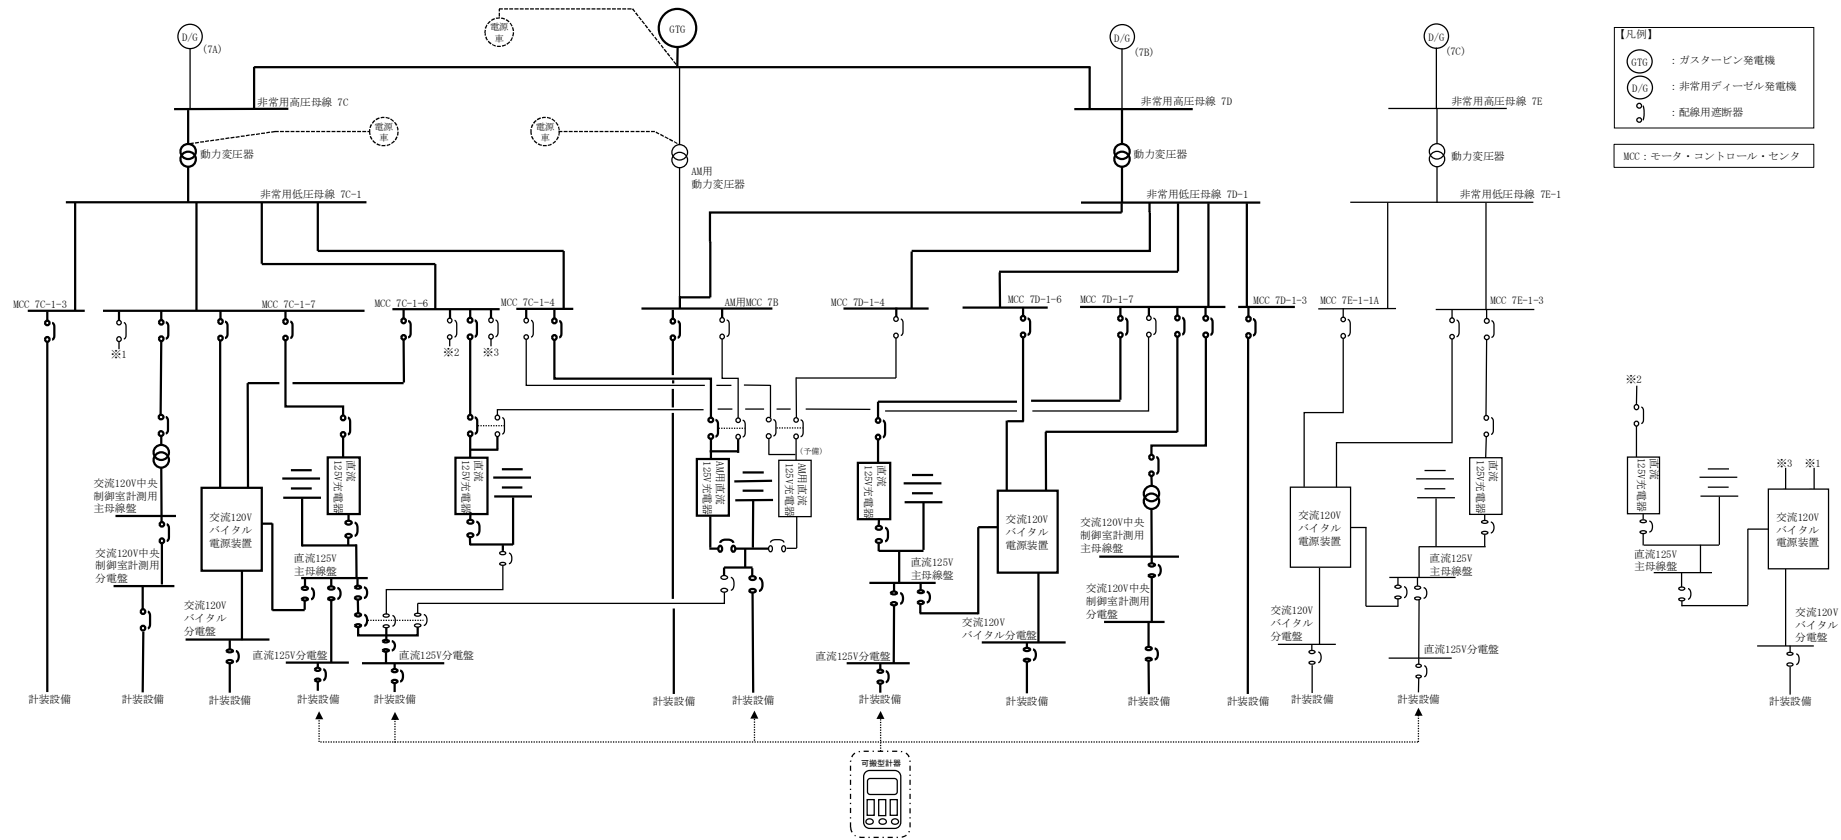 電源
車
GTG
D/G
(7A)
D/G
(7B)
D/G
(7C)
【凡例】
GTG
：ガスタービン発電機
D/G
：非常用ディーゼル発電機
：配線用遮断器
MCC：モータ・コントロール・センタ
非常用高圧母線 7C
非常用高圧母線 7D
非常用高圧母線 7E
電源
車
電源
車
動力変圧器
AM用
動力変圧器
動力変圧器
動力変圧器
非常用低圧母線 7C-1
非常用低圧母線 7D-1
非常用低圧母線 7E-1
MCC 7C-1-3
MCC 7C-1-7
MCC 7C-1-6
MCC 7C-1-4
AM用MCC 7B
MCC 7D-1-4
MCC 7D-1-6
MCC 7D-1-7
MCC 7D-1-3
MCC 7E-1-1A
MCC 7E-1-3
※1
※2
※3
※2
※3
※1
(予備)
直流
125V充電器
直流
125V充電器
AM用直流
125V充電器
AM用直流
125V充電器
直流
125V充電器
直流
125V充電器
直流
125V充電器
交流120V中央
制御室計測用
主母線盤
交流120V中央
制御室計測用
分電盤
交流120V
バイタル
電源装置
交流120V
バイタル
分電盤
直流125V
主母線盤
直流125V分電盤
直流125V分電盤
直流125V
主母線盤
直流125V分電盤
交流120V
バイタル
電源装置
交流120V
バイタル分電盤
交流120V中央
制御室計測用
主母線盤
交流120V中央
制御室計測用
分電盤
交流120V
バイタル
電源装置
交流120V
バイタル
分電盤
直流125V
主母線盤
直流125V分電盤
直流125V
主母線盤
交流120V
バイタル
電源装置
交流120V
バイタル
分電盤
計装設備
計装設備
計装設備
計装設備
計装設備
計装設備
計装設備
計装設備
計装設備
計装設備
計装設備
計装設備
計装設備
計装設備
可搬型計器